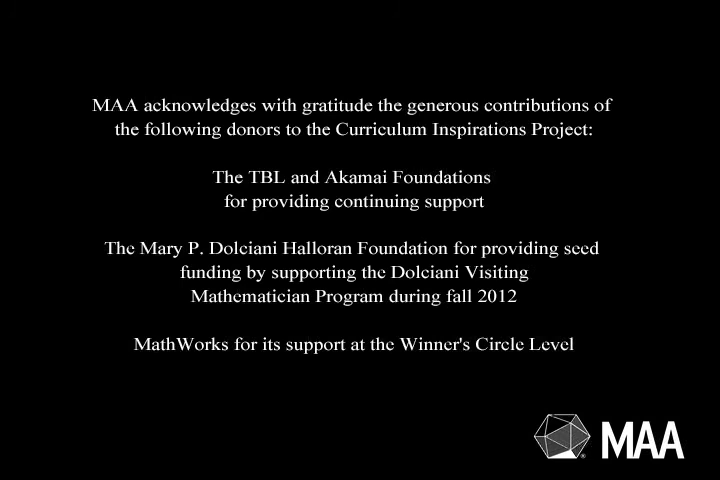 MAA acknowledges with gratitude the generous contributions of
the following donors to the Curriculum Inspirations Project:
The TBL and Akamai Foundations
for providing continuing support
The Mary P. Dolciani Halloran Foundation for providing seed
funding by supporting the Dolciani Visiting
Mathematician Program during fall 2012
MathWorks for its support at the Winner's Circle Level
® MAA